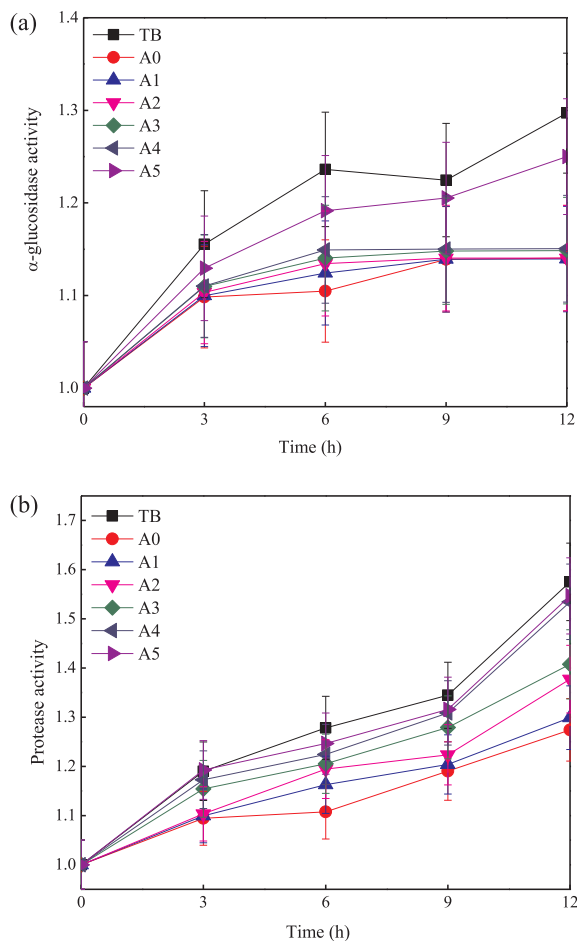 (a)
1.4
1.3
1.2
1.1
1.0
α-glucosidase activity
TB
A0
A1
A2
A3
A4
A5
0 3 6 9 12
Time (h)
(b)
1.7
1.6
1.5
1.4
1.3
1.2
1.1
1.0
Protease activity
TB
A0
A1
A2
A3
A4
A5
0 3 6 9 12
Time (h)